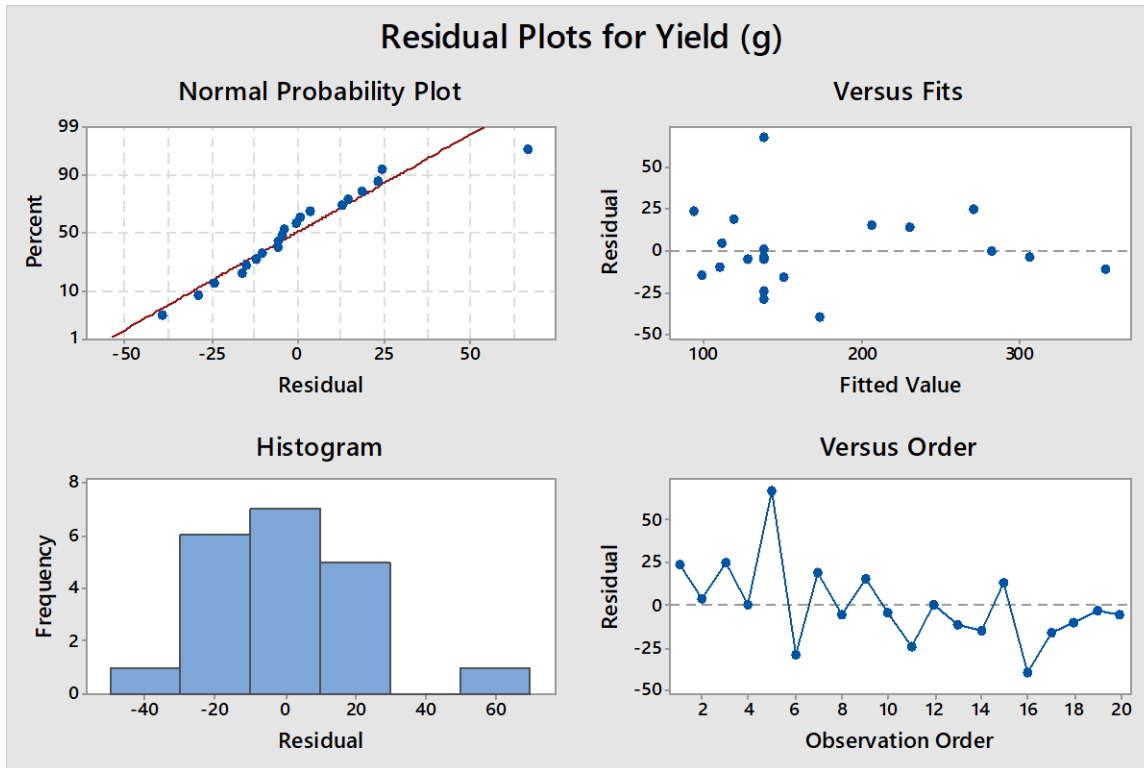 Residual Plots for Yield (g)
Normal Probability Plot
99
90
50
10
1
Percent
-50 -25 0 25 50
Residual
Versus Fits
50
25
0
-25
-50
Residual
100 200 300
Fitted Value
Histogram
8
6
4
2
0
Frequency
-40 -20 0 20 40 60
Residual
Versus Order
50
25
0
-25
-50
Residual
2 4 6 8 10 12 14 16 18 20
Observation Order